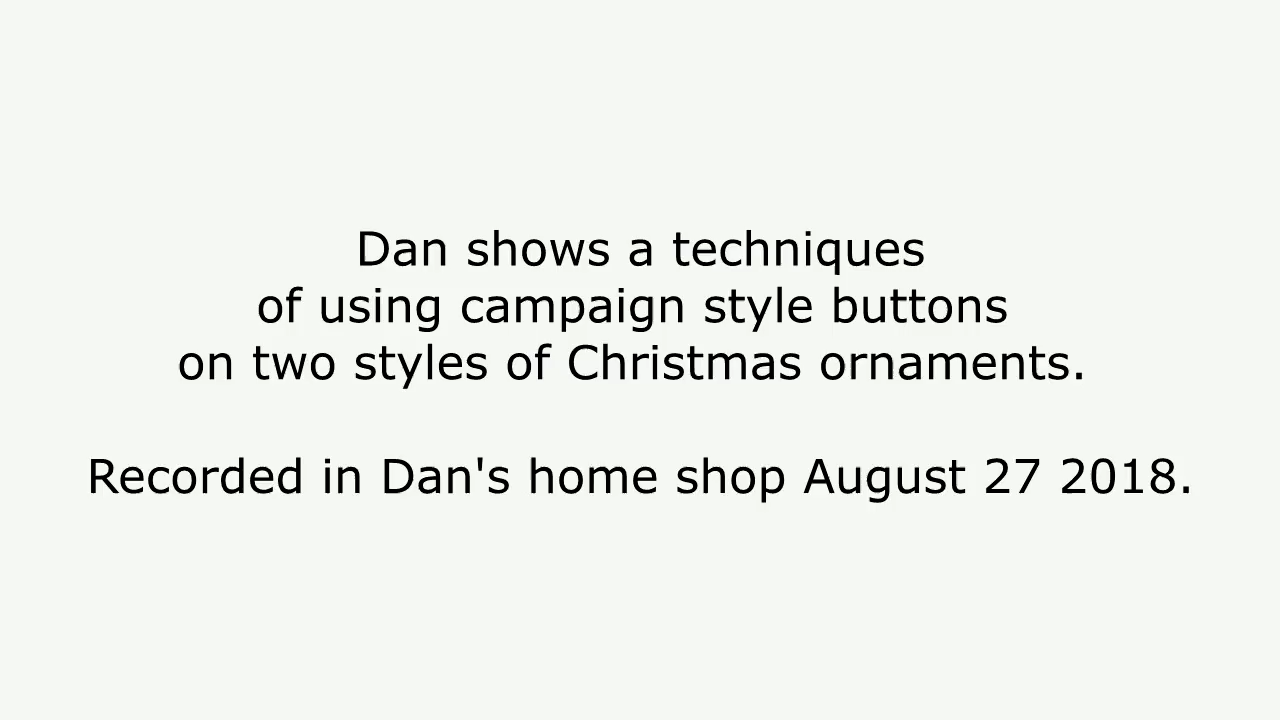 Dan shows a techniques
of using campaign style buttons
on two styles of Christmas ornaments.
Recorded in Dan's home shop August 27 2018.